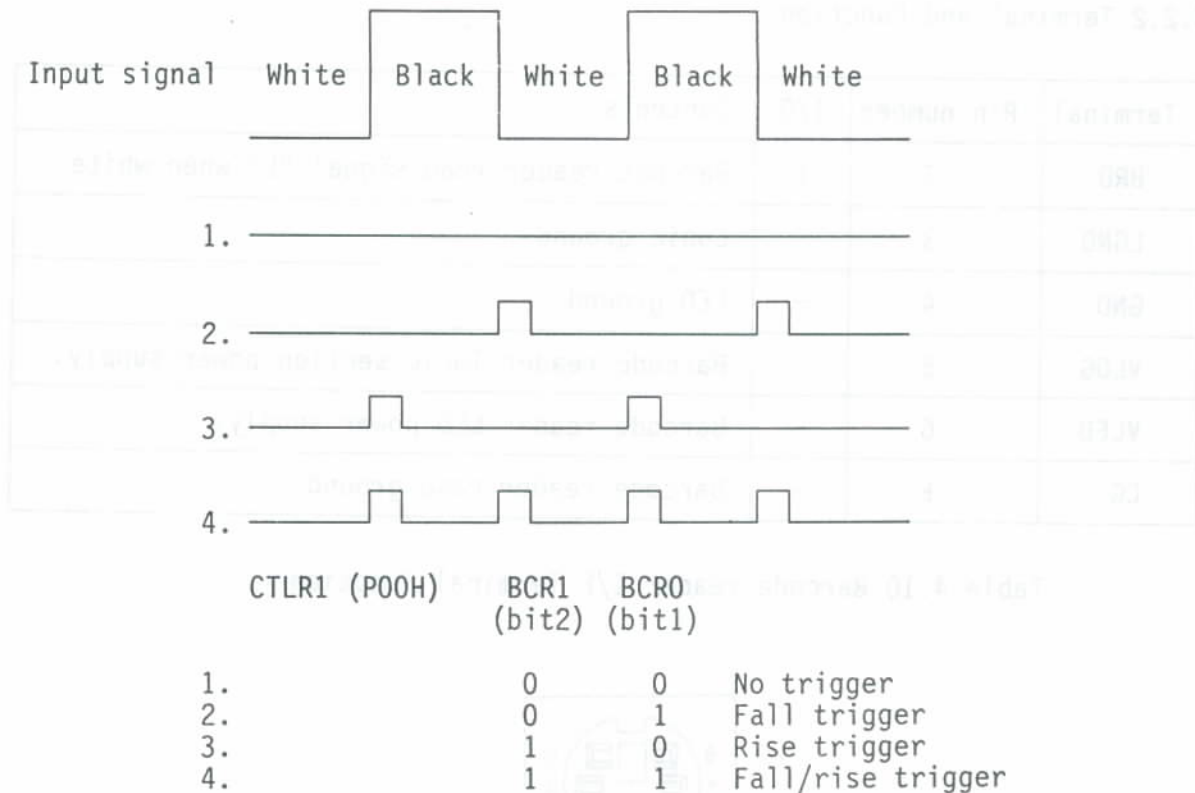 Input signal White Black White Black White
1.
2.
3.
4.
CTLR1 (P00H) BCR1 BCR0
(bit2) (bit1)
1. 0 0 No trigger
2. 0 1 Fall trigger
3. 1 0 Rise trigger
4. 1 1 Fall/rise trigger